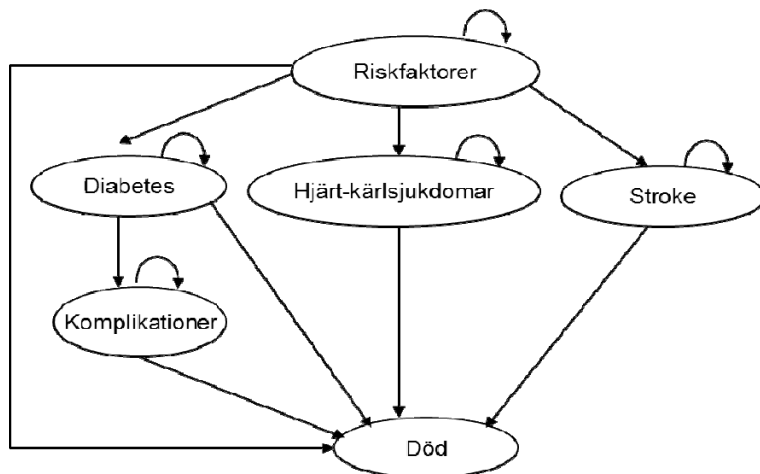 Riskfaktorer
Diabetes
Hjärt-kärlsjukdomar
Stroke
Komplikationer
Död